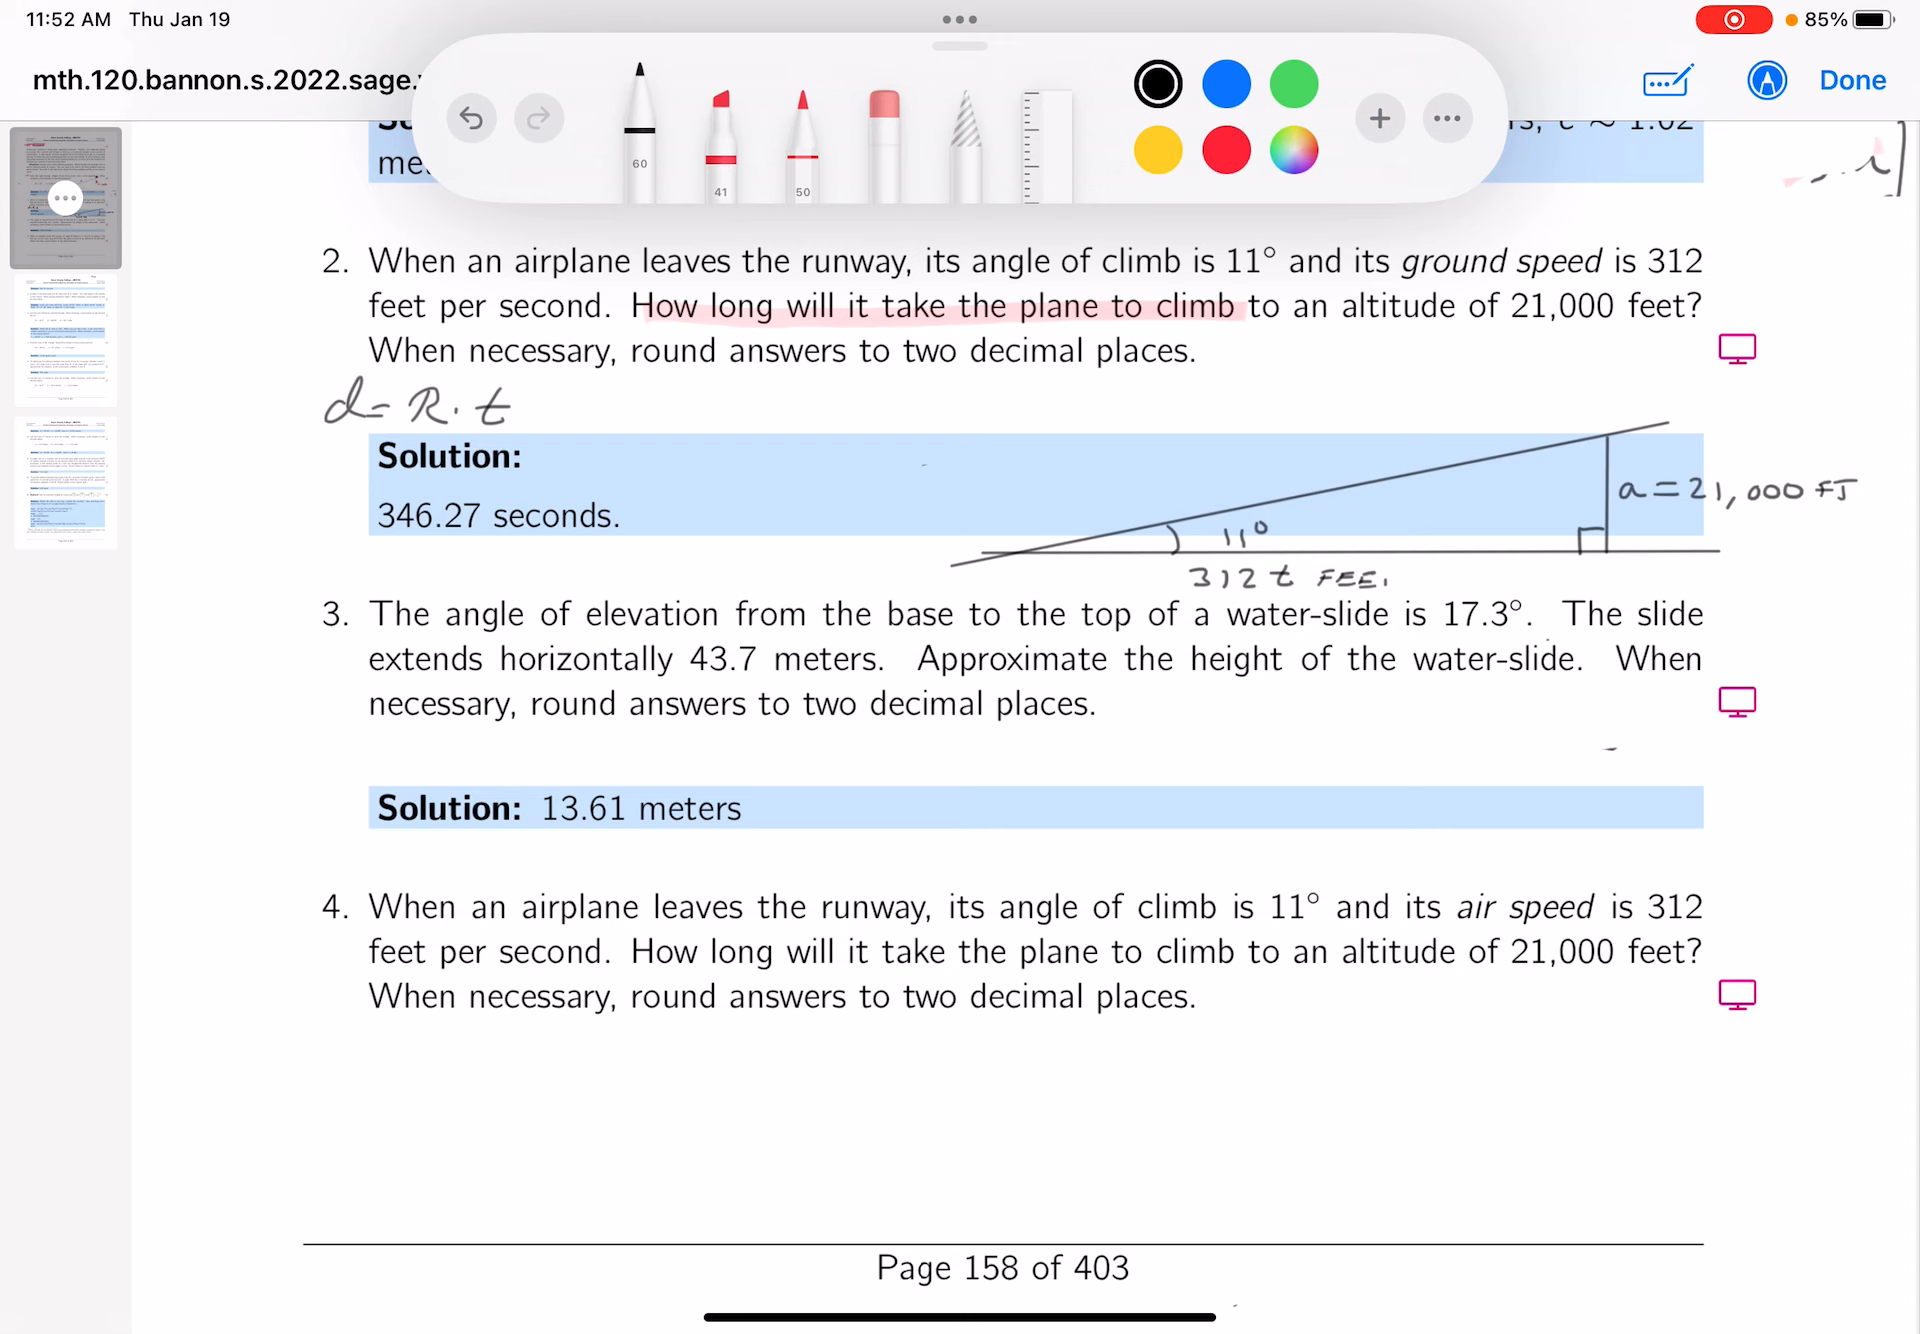 11:52 AM Thu Jan 19
85%
mth.120.bannon.s.2022.sage.
Done
60
41
50
me
2. When an airplane leaves the runway, its angle of climb is 11° and its ground speed is 312
feet per second. How long will it take the plane to climb to an altitude of 21,000 feet?
When necessary, round answers to two decimal places.
d = R · t
Solution:
346.27 seconds.
a = 21,000 FT
11°
312 t FEE
3. The angle of elevation from the base to the top of a water-slide is 17.3°. The slide
extends horizontally 43.7 meters. Approximate the height of the water-slide. When
necessary, round answers to two decimal places.
Solution: 13.61 meters
4. When an airplane leaves the runway, its angle of climb is 11° and its air speed is 312
feet per second. How long will it take the plane to climb to an altitude of 21,000 feet?
When necessary, round answers to two decimal places.
Page 158 of 403